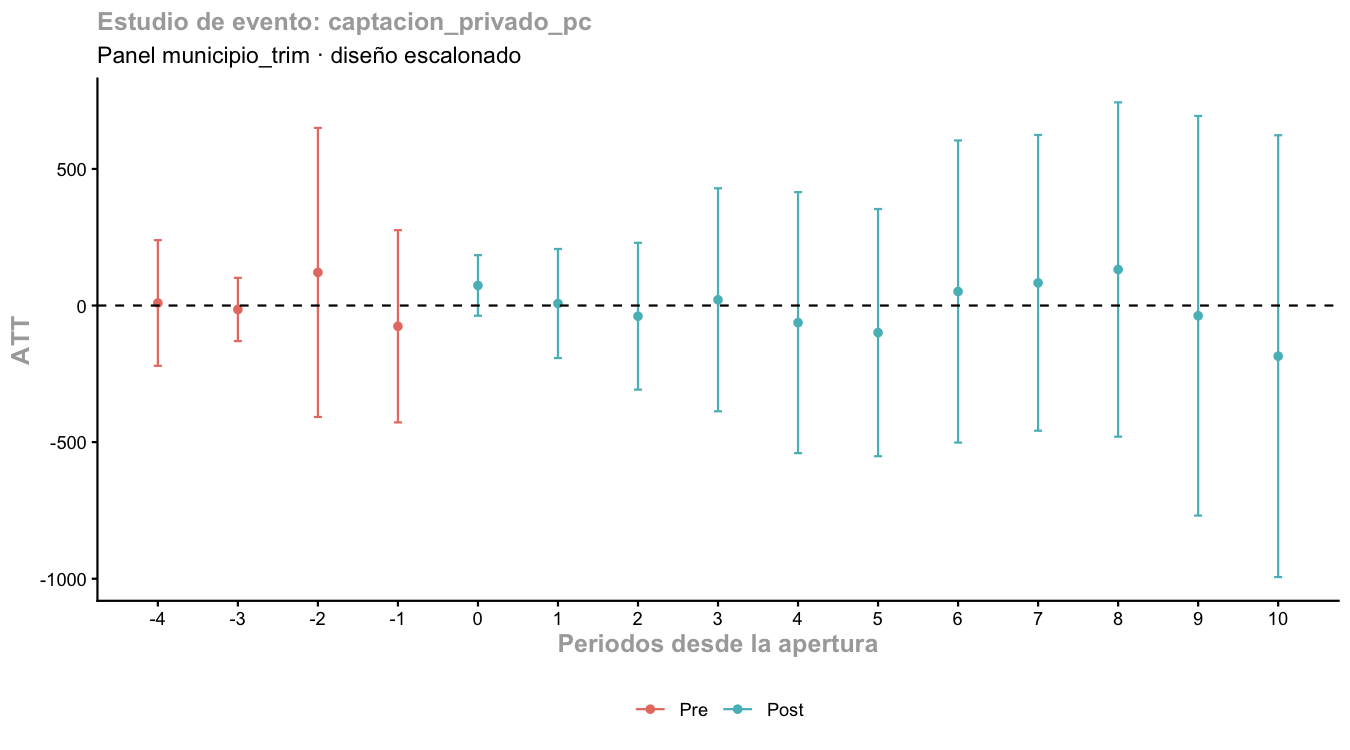 Estudio de evento: captacion_privado_pc
Panel municipio_trim · diseño escalonado
500
0
-500
-1000
ATT
-4 -3 -2 -1 0 1 2 3 4 5 6 7 8 9 10
Periodos desde la apertura
Pre Post